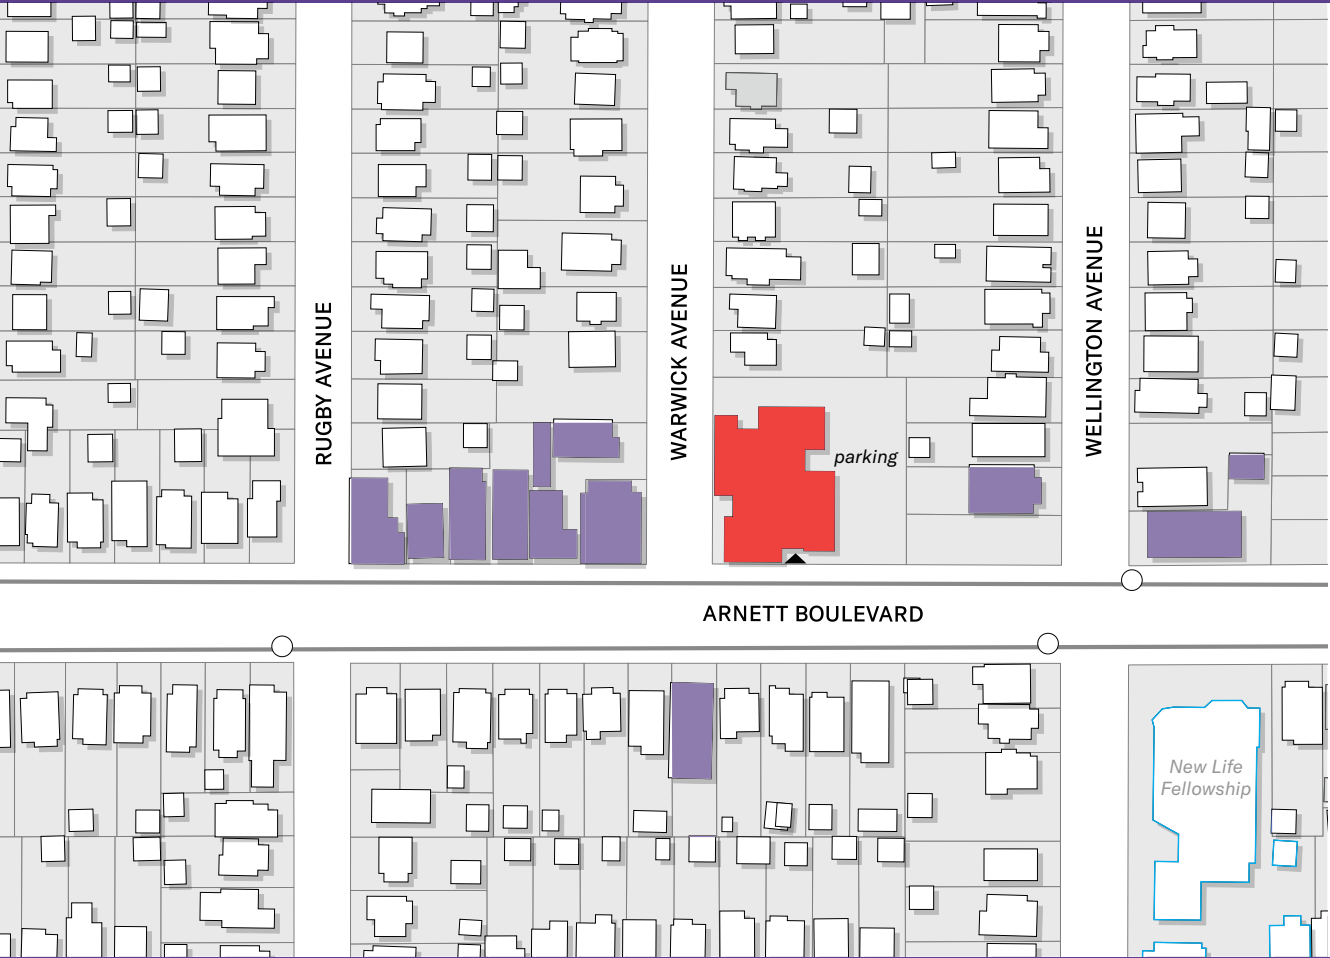 RUGBY AVENUE
WARWICK AVENUE
WELLINGTON AVENUE
parking
ARNETT BOULEVARD
New Life
Fellowship